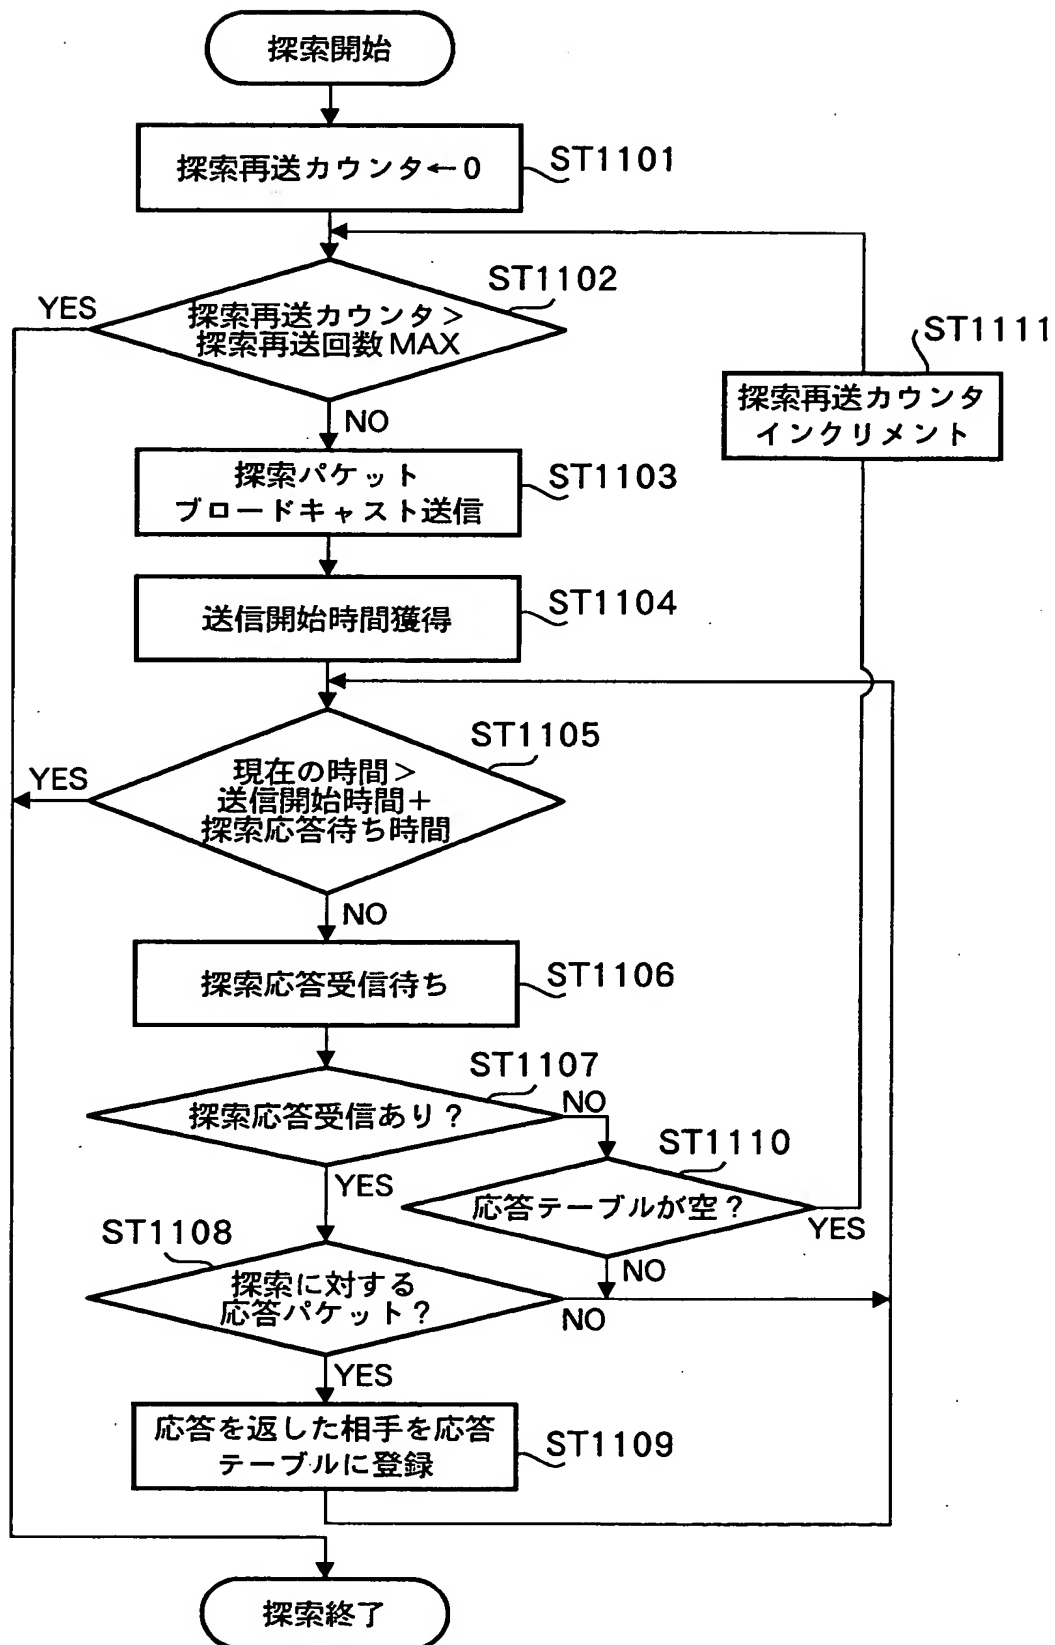 探索開始
探索再送カウンタ←0
ST1101
ST1102
YES
探索再送カウンタ>
探索再送回数MAX
ST1111
探索再送カウンタ
インクリメント
NO
探索パケット
ブロードキャスト送信
ST1103
送信開始時間獲得
ST1104
ST1105
YES
現在の時間>
送信開始時間+
探索応答待ち時間
NO
探索応答受信待ち
ST1106
ST1107
探索応答受信あり?
NO
ST1110
YES
応答テーブルが空?
YES
ST1108
NO
探索に対する
応答パケット?
NO
YES
応答を返した相手を応答
テーブルに登録
ST1109
探索終了